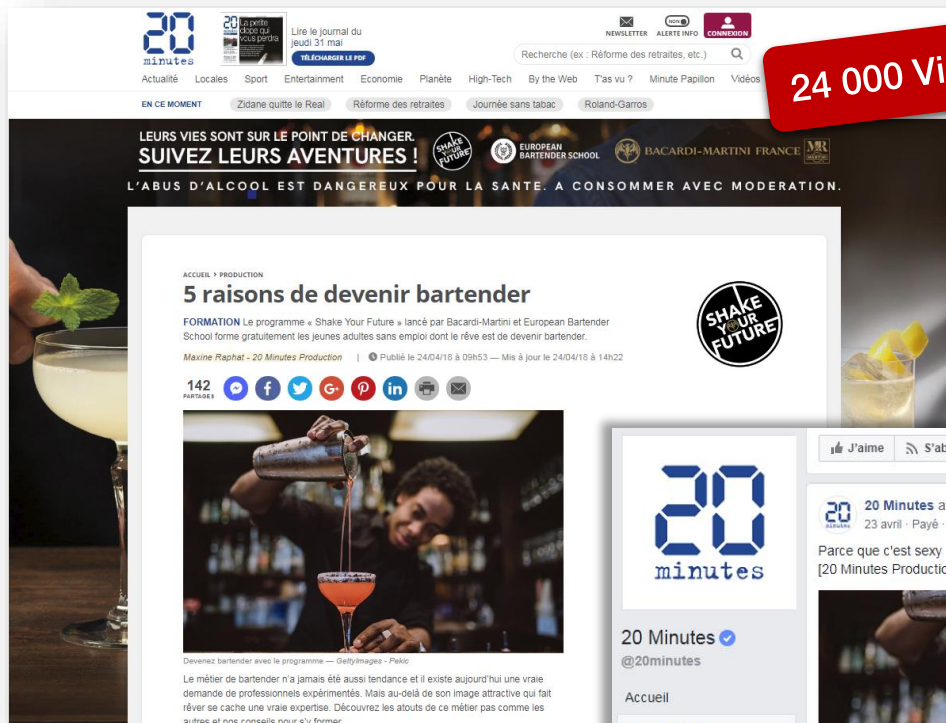 20 minutes
20
La petite
clope qui
vous perdra
Lire le journal du
jeudi 31 mai
TÉLÉCHARGER LE PDF
NEWSLETTER
NON
ALERTE INFO
CONNEXION
Recherche (ex : Réforme des retraites, etc.)
Actualité Locales Sport Entertainment Economie Planète High-Tech By the Web T'as vu ? Minute Papillon Vidéos
24 000 Vi
EN CE MOMENT Zidane quitte le Real Réforme des retraites Journée sans tabac Roland-Garros
LEURS VIES SONT SUR LE POINT DE CHANGER.
SUIVEZ LEURS AVENTURES !
SHAKE YOUR FUTURE
EUROPEAN
BARTENDER SCHOOL
BACARDI-MARTINI FRANCE
MR
L'ABUS D'ALCOOL EST DANGEREUX POUR LA SANTE. A CONSOMMER AVEC MODERATION.
ACCUEIL > PRODUCTION
5 raisons de devenir bartender
FORMATION Le programme « Shake Your Future » lancé par Bacardi-Martini et European Bartender
School forme gratuitement les jeunes adultes sans emploi dont le rêve est de devenir bartender.
Maxine Raphat - 20 Minutes Production | Publié le 24/04/18 à 09h53 — Mis à jour le 24/04/18 à 14h22
SHAKE
YOUR
FUTURE
142
PARTAGES
Devenez bartender avec le programme — GettyImages - Pekic
Le métier de bartender n'a jamais été aussi tendance et il existe aujourd'hui une vraie
demande de professionnels expérimentés. Mais au-delà de son image attractive qui fait
rêver se cache une vraie expertise. Découvrez les atouts de ce métier pas comme les
autres et nos conseils pour s'y former.
20
minutes
20 Minutes
@20minutes
Accueil
J'aime S'ab
20 Minutes a
23 avril · Payé ·
Parce que c'est sexy
[20 Minutes Productio